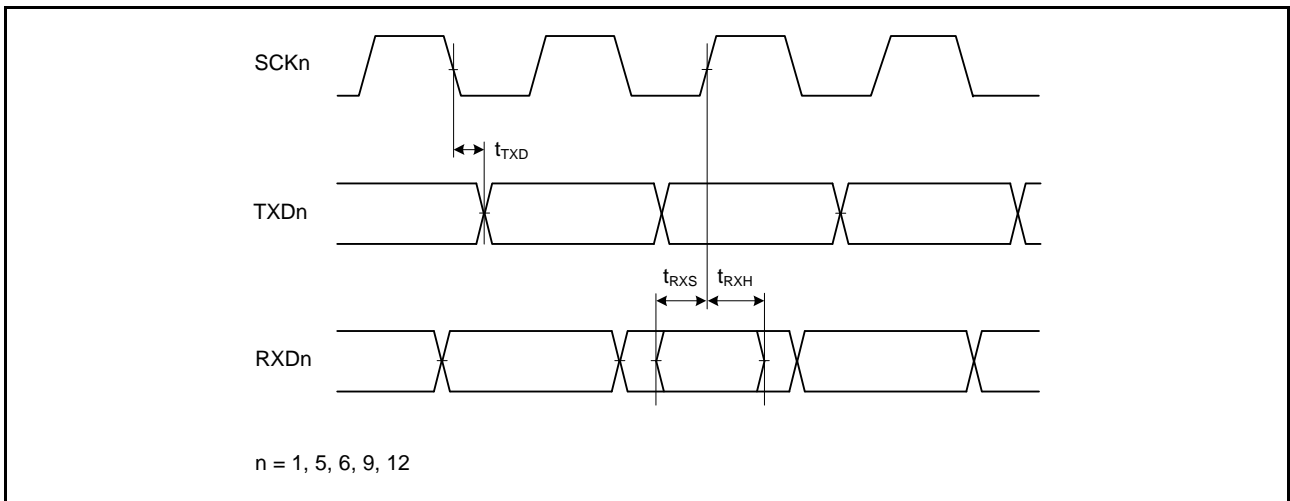 SCKn
tTXD
TXDn
tRXS tRXH
RXDn
n = 1, 5, 6, 9, 12